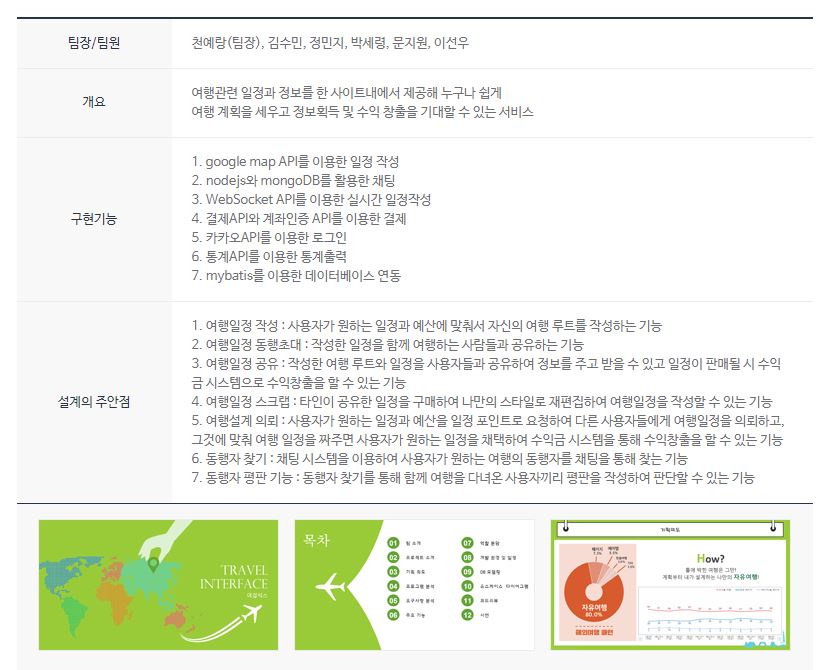 팀장/팀원
천예랑(팀장), 김수민, 정민지, 박세령, 문지원, 이선우
개요
여행관련 일정과 정보를 한 사이트내에서 제공해 누구나 쉽게
여행 계획을 세우고 정보획득 및 수익 창출을 기대할 수 있는 서비스
구현기능
1. google map API를 이용한 일정 작성
2. nodejs와 mongoDB를 활용한 채팅
3. WebSocket API를 이용한 실시간 일정작성
4. 결제API와 계좌인증 API를 이용한 결제
5. 카카오API를 이용한 로그인
6. 통계API를 이용한 통계출력
7. mybatis를 이용한 데이터베이스 연동
설계의 주안점
1. 여행일정 작성 : 사용자가 원하는 일정과 예산에 맞춰서 자신의 여행 루트를 작성하는 기능
2. 여행일정 동행초대 : 작성한 일정을 함께 여행하는 사람들과 공유하는 기능
3. 여행일정 공유 : 작성한 여행 루트와 일정을 사용자들과 공유하여 정보를 주고 받을 수 있고 일정이 판매될 시 수익
금 시스템으로 수익창출을 할 수 있는 기능
4. 여행일정 스크랩 : 타인이 공유한 일정을 구매하여 나만의 스타일로 재편집하여 여행일정을 작성할 수 있는 기능
5. 여행설계 의뢰 : 사용자가 원하는 일정과 예산을 일정 포인트로 요청하여 다른 사용자들에게 여행일정을 의뢰하고,
그것에 맞춰 여행 일정을 짜주면 사용자가 원하는 일정을 채택하여 수익금 시스템을 통해 수익창출을 할 수 있는 기능
6. 동행자 찾기 : 채팅 시스템을 이용하여 사용자가 원하는 여행의 동행자를 채팅을 통해 찾는 기능
7. 동행자 평판 기능 : 동행자 찾기를 통해 함께 여행을 다녀온 사용자끼리 평판을 작성하여 판단할 수 있는 기능
TRAVEL
INTERFACE
목차
01 팀 소개
02 프로젝트 소개
03 기획 의도
04 프로그램 분석
05 요구사항 분석
06 주요 기능
07 역할 분담
08 개발 환경 및 일정
09 DB 모델링
10 유스케이스 다이어그램
11 코드리뷰
12 시연
기획의도
How?
틀에 박힌 여행은 그만!
계획부터 내가 설계하는 나만의 자유여행!
자유여행
80.0%
해외여행 패턴